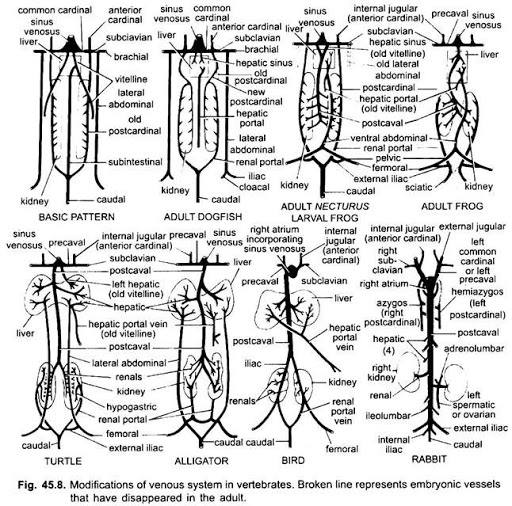 common cardinal
anterior cardinal
sinus venosus
liver
subclavian
brachial
vitelline
lateral abdominal
old postcardinal
subintestinal
kidney
caudal
BASIC PATTERN
sinus venosus
common cardinal
anterior cardinal
liver
subclavian
brachial
hepatic sinus
old postcardinal
new postcardinal
hepatic portal
lateral abdominal
renal portal
iliac
cloacal
kidney
caudal
ADULT DOGFISH
sinus venosus
internal jugular
(anterior cardinal)
liver
subclavian
hepatic sinus
(old vitelline)
old lateral
abdominal
postcardinal
hepatic portal
(old vitelline)
postcaval
ventral abdominal
renal portal
pelvic
femoral
external iliac
kidney
caudal
ADULT NECTURUS
LARVAL FROG
precaval
sinus venosus
liver
sciatic
kidney
ADULT FROG
sinus venosus
precaval
internal jugular
(anterior cardinal)
subclavian
postcaval
left hepatic
(old vitelline)
hepatic
liver
hepatic portal vein
(old vitelline)
postcaval
lateral abdominal
renals
kidney
hypogastric
renal portal
femoral
external iliac
caudal
TURTLE
precaval
sinus venosus
caudal
ALLIGATOR
right atrium
incorporating
sinus venosus
internal
jugular
(anterior
cardinal)
subclavian
liver
postcaval
hepatic
portal
vein
iliac
renals
renal
portal
vein
kidney
femoral
caudal
BIRD
internal jugular
(anterior cardinal)
external jugular
right
sub-
clavian
left
common
cardinal
or left
precaval
right atrium
hemiazygos
(left
postcardinal)
azygos
(right
postcardinal)
postcaval
hepatic
(4)
adrenolumbar
right
kidney
renal
left
spermatic
or ovarian
ileolumbar
external iliac
internal
iliac
caudal
RABBIT
Fig. 45.8. Modifications of venous system in vertebrates. Broken line represents embryonic vessels
that have disappeared in the adult.